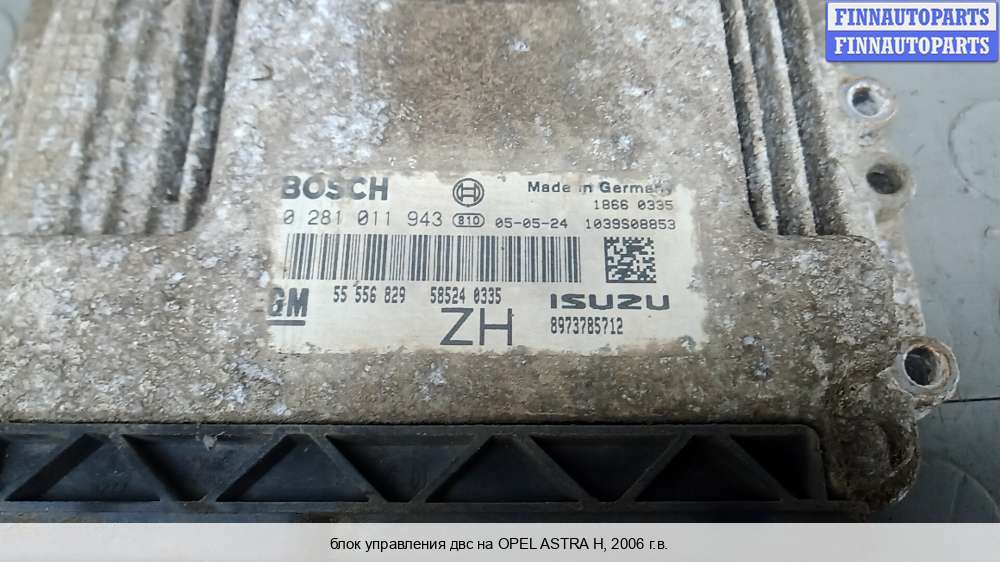 FINNAUTOPARTS
FINNAUTOPARTS
BOSCH Made in Germany
1866 0335
0 281 011 943 810 05-05-24 1039S08853
GM 55 556 829 58524 0335 ISUZU
ZH 8973785712
блок управления двс на OPEL ASTRA H, 2006 г.в.